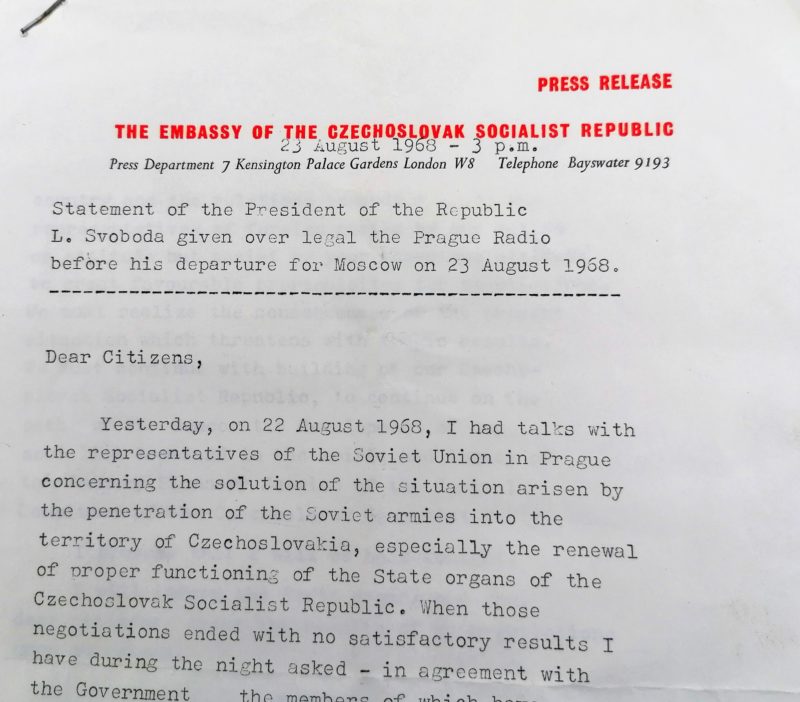 PRESS RELEASE
THE EMBASSY OF THE CZECHOSLOVAK SOCIALIST REPUBLIC
23 August 1968 - 3 p.m.
Press Department 7 Kensington Palace Gardens London W8 Telephone Bayswater 9193
Statement of the President of the Republic
L. Svoboda given over legal the Prague Radio
before his departure for Moscow on 23 August 1968.
Dear Citizens,
Yesterday, on 22 August 1968, I had talks with
the representatives of the Soviet Union in Prague
concerning the solution of the situation arisen by
the penetration of the Soviet armies into the
territory of Czechoslovakia, especially the renewal
of proper functioning of the State organs of the
Czechoslovak Socialist Republic. When those
negotiations ended with no satisfactory results I
have during the night asked - in agreement with
the Government the members of which